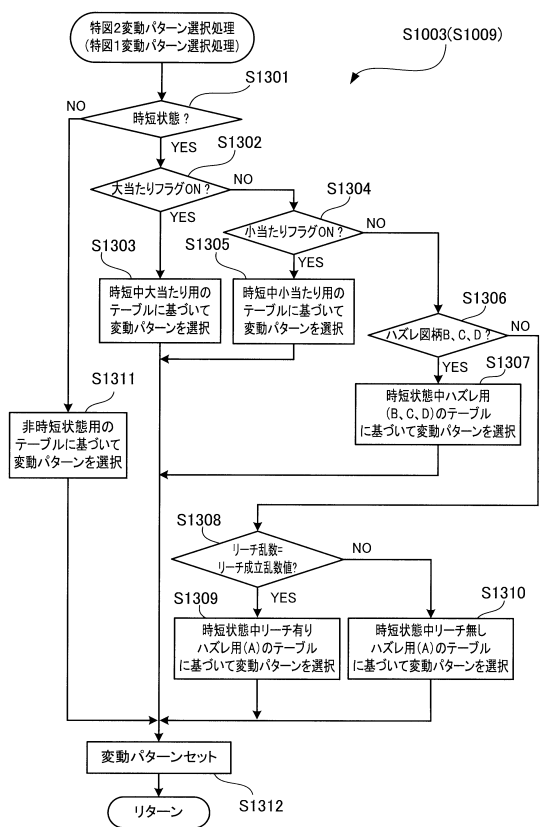 特図2変動パターン選択処理
(特図1変動パターン選択処理)
S1003(S1009)
S1301
NO
時短状態?
YES
S1302
大当たりフラグON?
NO
YES
S1304
小当たりフラグON?
NO
YES
S1303
時短中大当たり用の
テーブルに基づいて
変動パターンを選択
S1305
時短中小当たり用の
テーブルに基づいて
変動パターンを選択
S1306
ハズレ図柄B、C、D?
NO
YES
S1307
時短状態中ハズレ用
(B、C、D)のテーブル
に基づいて変動パターンを選択
S1311
非時短状態用の
テーブルに基づいて
変動パターンを選択
S1308
リーチ乱数=
リーチ成立乱数値?
NO
YES
S1309
時短状態中リーチ有り
ハズレ用(A)のテーブル
に基づいて変動パターンを選択
S1310
時短状態中リーチ無し
ハズレ用(A)のテーブル
に基づいて変動パターンを選択
変動パターンセット
S1312
リターン